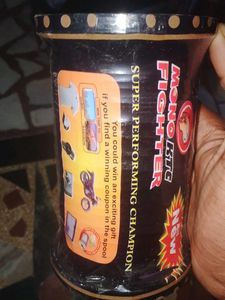 MONO KITE
FIGHTER
NEW
SUPER PERFORMING CHAMPION
You could win an exciting gift
if you find a winning coupon in the spool